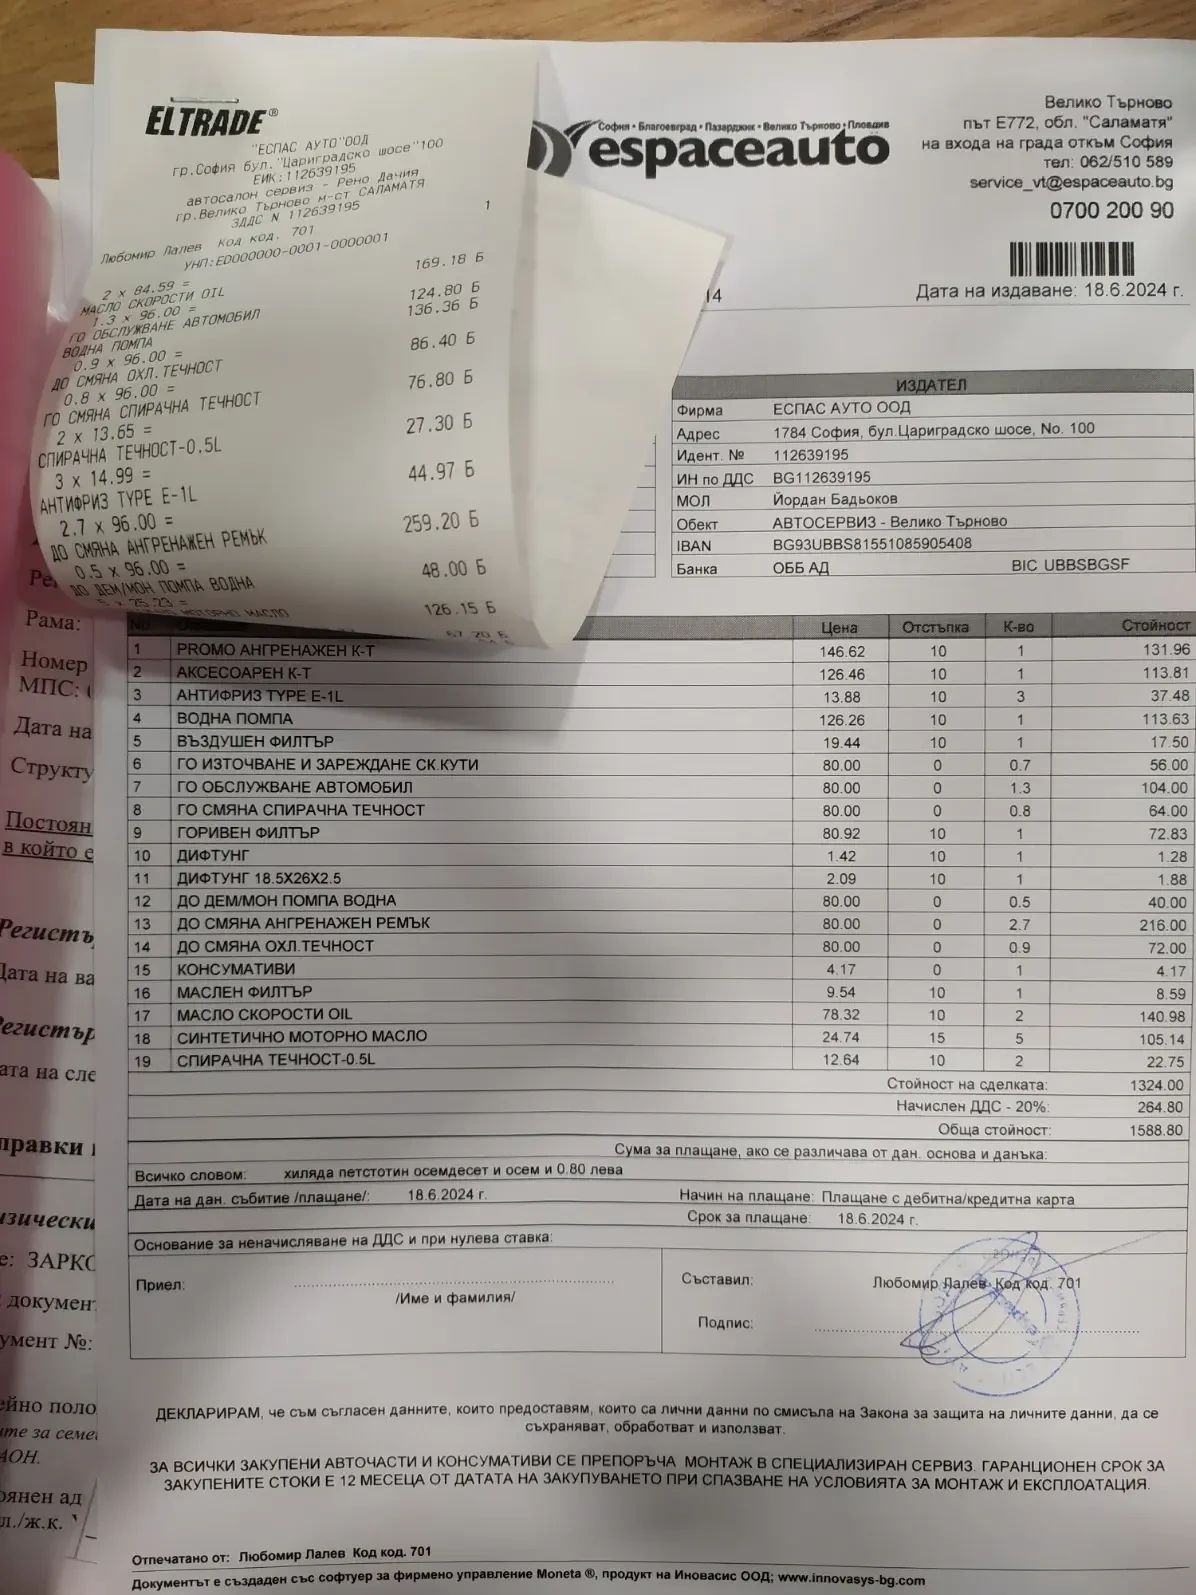 ELTRADE®
"ЕСПАС АУТО"ООД
гр.София бул."Цариградско шосе"100
ЕИК:112639195
автосалон сервиз - Рено Дачия
гр.Велико Търново м-ст САЛАМАТЯ
ЗДДС N 112639195
1
Любомир Лалев Код код. 701
УНП:ED000000-0001-0000001
2 x 84.59 = 169.18 Б
МАСЛО СКОРОСТИ OIL
1.3 x 96.00 = 124.80 Б
ГО ОБСЛУЖВАНЕ АВТОМОБИЛ
ВОДНА ПОМПА 136.36 Б
0.9 x 96.00 = 86.40 Б
ДО СМЯНА ОХЛ.ТЕЧНОСТ
0.8 x 96.00 = 76.80 Б
ГО СМЯНА СПИРАЧНА ТЕЧНОСТ
2 x 13.65 = 27.30 Б
СПИРАЧНА ТЕЧНОСТ-0.5L
3 x 14.99 = 44.97 Б
АНТИФРИЗ TYPE E-1L
2.7 x 96.00 = 259.20 Б
ДО СМЯНА АНГРЕНАЖЕН РЕМЪК
0.5 x 96.00 = 48.00 Б
ДО ДЕМ/МОН ПОМПА ВОДНА
5 x 25.23 = 126.15 Б
МОТОРНО МАСЛО
67.20 Б
София • Благоевград • Пазарджик • Велико Търново • Пловдив
espaceauto
Велико Търново
път Е772, обл. "Саламатя"
на входа на града откъм София
тел: 062/510 589
service_vt@espaceauto.bg
0700 200 90
14
Дата на издаване: 18.6.2024 г.
ИЗДАТЕЛ
Фирма ЕСПАС АУТО ООД
Адрес 1784 София, бул.Цариградско шосе, No. 100
Идент. № 112639195
ИН по ДДС BG112639195
МОЛ Йордан Бадьоков
Обект АВТОСЕРВИЗ - Велико Търново
IBAN BG93UBBS81551085905408
Банка ОББ АД BIC UBBSBGSF
Цена Отстъпка К-во Стойност
1 PROMO АНГРЕНАЖЕН К-Т 146.62 10 1 131.96
2 АКСЕСОАРЕН К-Т 126.46 10 1 113.81
3 АНТИФРИЗ TYPE E-1L 13.88 10 3 37.48
4 ВОДНА ПОМПА 126.26 10 1 113.63
5 ВЪЗДУШЕН ФИЛТЪР 19.44 10 1 17.50
6 ГО ИЗТОЧВАНЕ И ЗАРЕЖДАНЕ СК.КУТИ 80.00 0 0.7 56.00
7 ГО ОБСЛУЖВАНЕ АВТОМОБИЛ 80.00 0 1.3 104.00
8 ГО СМЯНА СПИРАЧНА ТЕЧНОСТ 80.00 0 0.8 64.00
9 ГОРИВЕН ФИЛТЪР 80.92 10 1 72.83
10 ДИФТУНГ 1.42 10 1 1.28
11 ДИФТУНГ 18.5X26X2.5 2.09 10 1 1.88
12 ДО ДЕМ/МОН ПОМПА ВОДНА 80.00 0 0.5 40.00
13 ДО СМЯНА АНГРЕНАЖЕН РЕМЪК 80.00 0 2.7 216.00
14 ДО СМЯНА ОХЛ.ТЕЧНОСТ 80.00 0 0.9 72.00
15 КОНСУМАТИВИ 4.17 0 1 4.17
16 МАСЛЕН ФИЛТЪР 9.54 10 1 8.59
17 МАСЛО СКОРОСТИ OIL 78.32 10 2 140.98
18 СИНТЕТИЧНО МОТОРНО МАСЛО 24.74 15 5 105.14
19 СПИРАЧНА ТЕЧНОСТ-0.5L 12.64 10 2 22.75
Стойност на сделката: 1324.00
Начислен ДДС - 20%: 264.80
Обща стойност: 1588.80
Сума за плащане, ако се различава от дан. основа и данъка:
Всичко словом: хиляда петстотин осемдесет и осем и 0.80 лева
Дата на дан. събитие /плащане/: 18.6.2024 г. Начин на плащане: Плащане с дебитна/кредитна карта
Срок за плащане: 18.6.2024 г.
Основание за неначисляване на ДДС и при нулева ставка:
Приел:
/Име и фамилия/
Съставил: Любомир Лалев Код код. 701
Подпис:
ДЕКЛАРИРАМ, че съм съгласен данните, които предоставям, които са лични данни по смисъла на Закона за защита на личните данни, да се
съхраняват, обработват и използват.
ЗА ВСИЧКИ ЗАКУПЕНИ АВТОЧАСТИ И КОНСУМАТИВИ СЕ ПРЕПОРЪЧА МОНТАЖ В СПЕЦИАЛИЗИРАН СЕРВИЗ. ГАРАНЦИОНЕН СРОК ЗА
ЗАКУПЕНИТЕ СТОКИ Е 12 МЕСЕЦА ОТ ДАТАТА НА ЗАКУПУВАНЕТО ПРИ СПАЗВАНЕ НА УСЛОВИЯТА ЗА МОНТАЖ И ЕКСПЛОАТАЦИЯ.
Отпечатано от: Любомир Лалев Код код. 701
Документът е създаден със софтуер за фирмено управление Moneta ®, продукт на Иновасис ООД; www.innovasys-bg.com
Рама:
Номер
МПС:
Дата на
Структу
Постоян
в който е
Регистъ
Дата на ва
Регистър
ата на сле
правки
изически
е: ЗАРКО
документ
умент №:
ейно поло
те за семе
АОН.
оянен ад
л./ж.к.